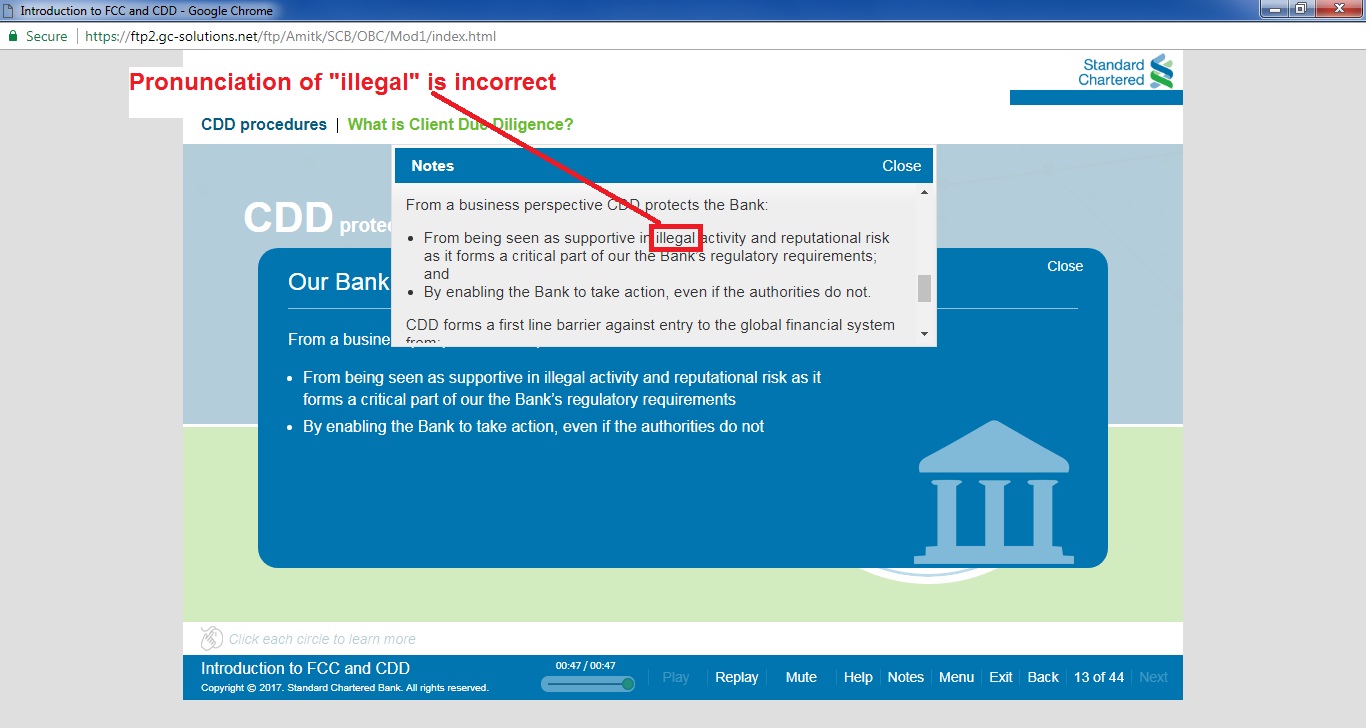 Introduction to FCC and CDD - Google Chrome
Secure | https://ftp2.gc-solutions.net/ftp/Amitk/SCB/OBC/Mod1/index.html
Pronunciation of "illegal" is incorrect
Standard
Chartered
CDD procedures | What is Client Due Diligence?
Notes Close
From a business perspective CDD protects the Bank:
• From being seen as supportive in illegal activity and reputational risk
as it forms a critical part of our the Bank's regulatory requirements;
and
• By enabling the Bank to take action, even if the authorities do not.
CDD forms a first line barrier against entry to the global financial system
from:
CDD protec
Our Bank Close
From a busine
• From being seen as supportive in illegal activity and reputational risk as it
forms a critical part of our the Bank’s regulatory requirements
• By enabling the Bank to take action, even if the authorities do not
Click each circle to learn more
Introduction to FCC and CDD
Copyright © 2017. Standard Chartered Bank. All rights reserved.
00:47 / 00:47
Play Replay Mute Help Notes Menu Exit Back 13 of 44 Next